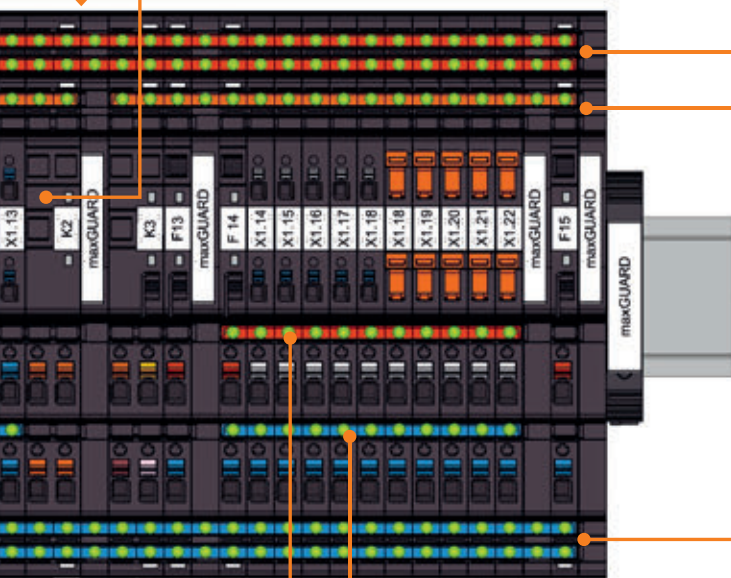 X1.13
K2
maxGUARD
K3
F13
maxGUARD
F 14
X1.14
X1.15
X1.16
X1.17
X1.18
X1.18
X1.19
X1.20
X1.21
X1.22
maxGUARD
F15
maxGUARD
maxGUARD